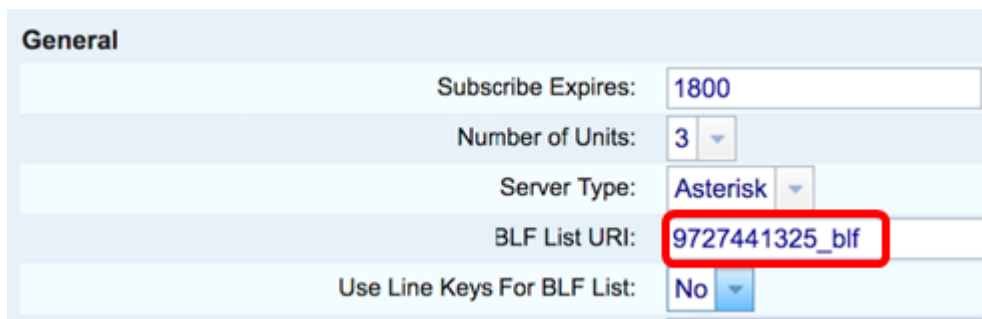 General
Subscribe Expires: 1800
Number of Units: 3
Server Type: Asterisk
BLF List URI: 9727441325_blf
Use Line Keys For BLF List: No